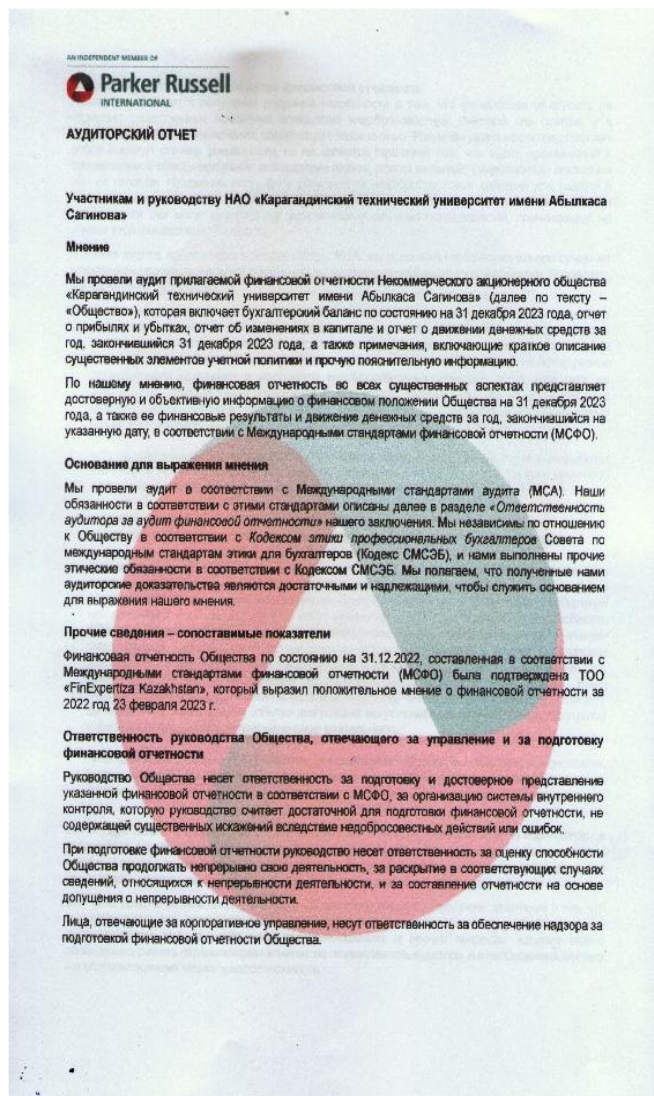 AN INDEPENDENT MEMBER OF
Parker Russell
INTERNATIONAL
АУДИТОРСКИЙ ОТЧЕТ
Участникам и руководству НАО «Карагандинский технический университет имени Абылкаса
Сагинова»
Мнение
Мы провели аудит прилагаемой финансовой отчетности Некоммерческого акционерного общества
«Карагандинский технический университет имени Абылкаса Сагинова» (далее по тексту –
«Общество»), которая включает бухгалтерский баланс по состоянию на 31 декабря 2023 года, отчет
о прибылях и убытках, отчет об изменениях в капитале и отчет о движении денежных средств за
год, закончившийся 31 декабря 2023 года, а также примечания, включающие краткое описание
существенных элементов учетной политики и прочую пояснительную информацию.
По нашему мнению, финансовая отчетность во всех существенных аспектах представляет
достоверную и объективную информацию о финансовом положении Общества на 31 декабря 2023
года, а также ее финансовые результаты и движение денежных средств за год, закончившийся на
указанную дату, в соответствии с Международными стандартами финансовой отчетности (МСФО).
Основание для выражения мнения
Мы провели аудит в соответствии с Международными стандартами аудита (МСА). Наши
обязанности в соответствии с этими стандартами описаны далее в разделе «Ответственность
аудитора за аудит финансовой отчетности» нашего заключения. Мы независимы по отношению
к Обществу в соответствии с Кодексом этики профессиональных бухгалтеров Совета по
международным стандартам этики для бухгалтеров (Кодекс СМСЭБ), и нами выполнены прочие
этические обязанности в соответствии с Кодексом СМСЭБ. Мы полагаем, что полученные нами
аудиторские доказательства являются достаточными и надлежащими, чтобы служить основанием
для выражения нашего мнения.
Прочие сведения – сопоставимые показатели
Финансовая отчетность Общества по состоянию на 31.12.2022, составленная в соответствии с
Международными стандартами финансовой отчетности (МСФО) была подтверждена ТОО
«FinExpertiza Kazakhstan», который выразил положительное мнение о финансовой отчетности за
2022 год 23 февраля 2023 г.
Ответственность руководства Общества, отвечающего за управление и за подготовку
финансовой отчетности
Руководство Общества несет ответственность за подготовку и достоверное представление
указанной финансовой отчетности в соответствии с МСФО, за организацию системы внутреннего
контроля, которую руководство считает достаточной для подготовки финансовой отчетности, не
содержащей существенных искажений вследствие недобросовестных действий или ошибок.
При подготовке финансовой отчетности руководство несет ответственность за оценку способности
Общества продолжать непрерывно свою деятельность, за раскрытие в соответствующих случаях
сведений, относящихся к непрерывности деятельности, и за составление отчетности на основе
допущения о непрерывности деятельности.
Лица, отвечающие за корпоративное управление, несут ответственность за обеспечение надзора за
подготовкой финансовой отчетности Общества.